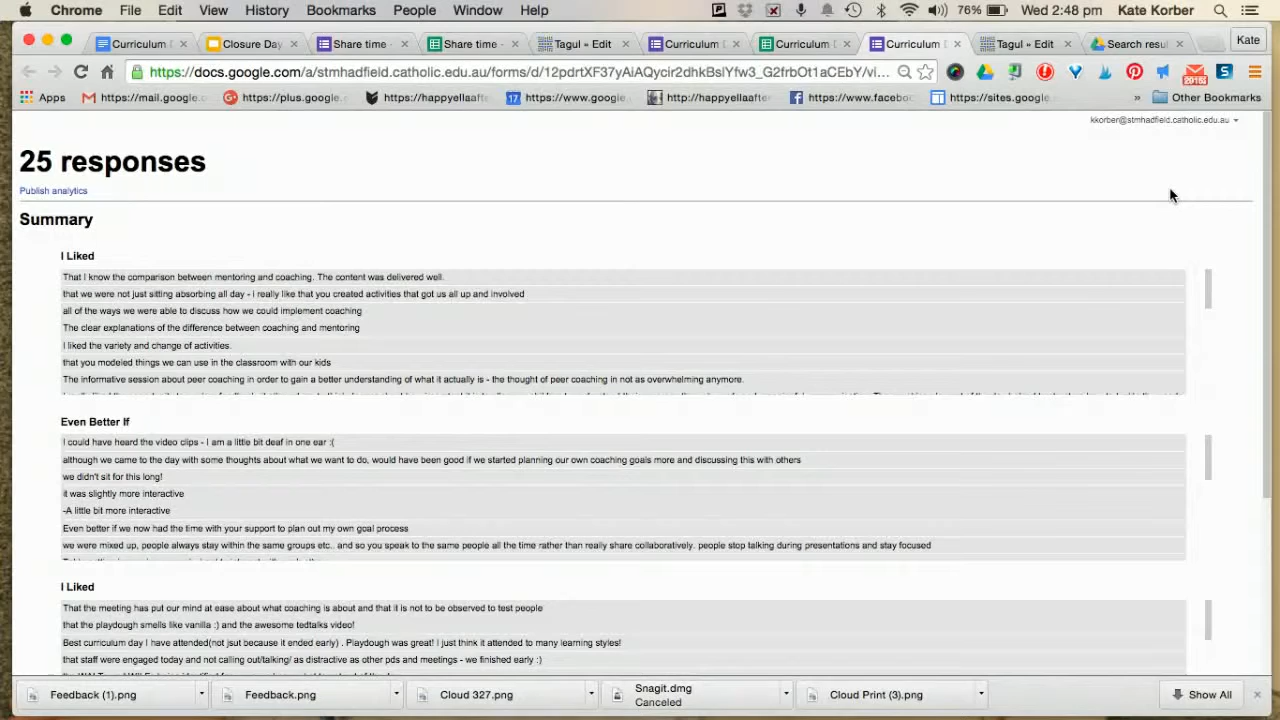 Chrome File Edit View History Bookmarks People Window Help 76% Wed 2:48 pm Kate Korber
Curriculum D Closure Day Share time - Share time - Tagul » Edit Curriculum D Curriculum D Curriculum D Tagul » Edit Search resul Kate
https://docs.google.com/a/stmhadfield.catholic.edu.au/forms/d/12pdrtXF37yAiAQycir2dhkBslYfw3_G2frbOt1aCEbY/vi...
Apps https://mail.google.c https://plus.google. https://happyellaafte https://www.google. http://happyellaafte https://www.facebo https://sites.google » Other Bookmarks
kkorber@stmhadfield.catholic.edu.au
25 responses
Publish analytics
Summary
I Liked
That I know the comparison between mentoring and coaching. The content was delivered well.
that we were not just sitting absorbing all day - i really like that you created activities that got us all up and involved
all of the ways we were able to discuss how we could implement coaching
The clear explanations of the difference between coaching and mentoring
I liked the variety and change of activities.
that you modeled things we can use in the classroom with our kids
The informative session about peer coaching in order to gain a better understanding of what it actually is - the thought of peer coaching in not as overwhelming anymore.
Even Better If
I could have heard the video clips - I am a little bit deaf in one ear :(
although we came to the day with some thoughts about what we want to do, would have been good if we started planning our own coaching goals more and discussing this with others
we didn't sit for this long!
it was slightly more interactive
-A little bit more interactive
Even better if we now had the time with your support to plan out my own goal process
we were mixed up, people always stay within the same groups etc.. and so you speak to the same people all the time rather than really share collaboratively. people stop talking during presentations and stay focused
I Liked
That the meeting has put our mind at ease about what coaching is about and that it is not to be observed to test people
that the playdough smells like vanilla :) and the awesome tedtalks video!
Best curriculum day I have attended(not jsut because it ended early) . Playdough was great! I just think it attended to many learning styles!
that staff were engaged today and not calling out/talking/ as distractive as other pds and meetings - we finished early :)
Feedback (1).png Feedback.png Cloud 327.png Snagit.dmg Cloud Print (3).png Show All
Canceled